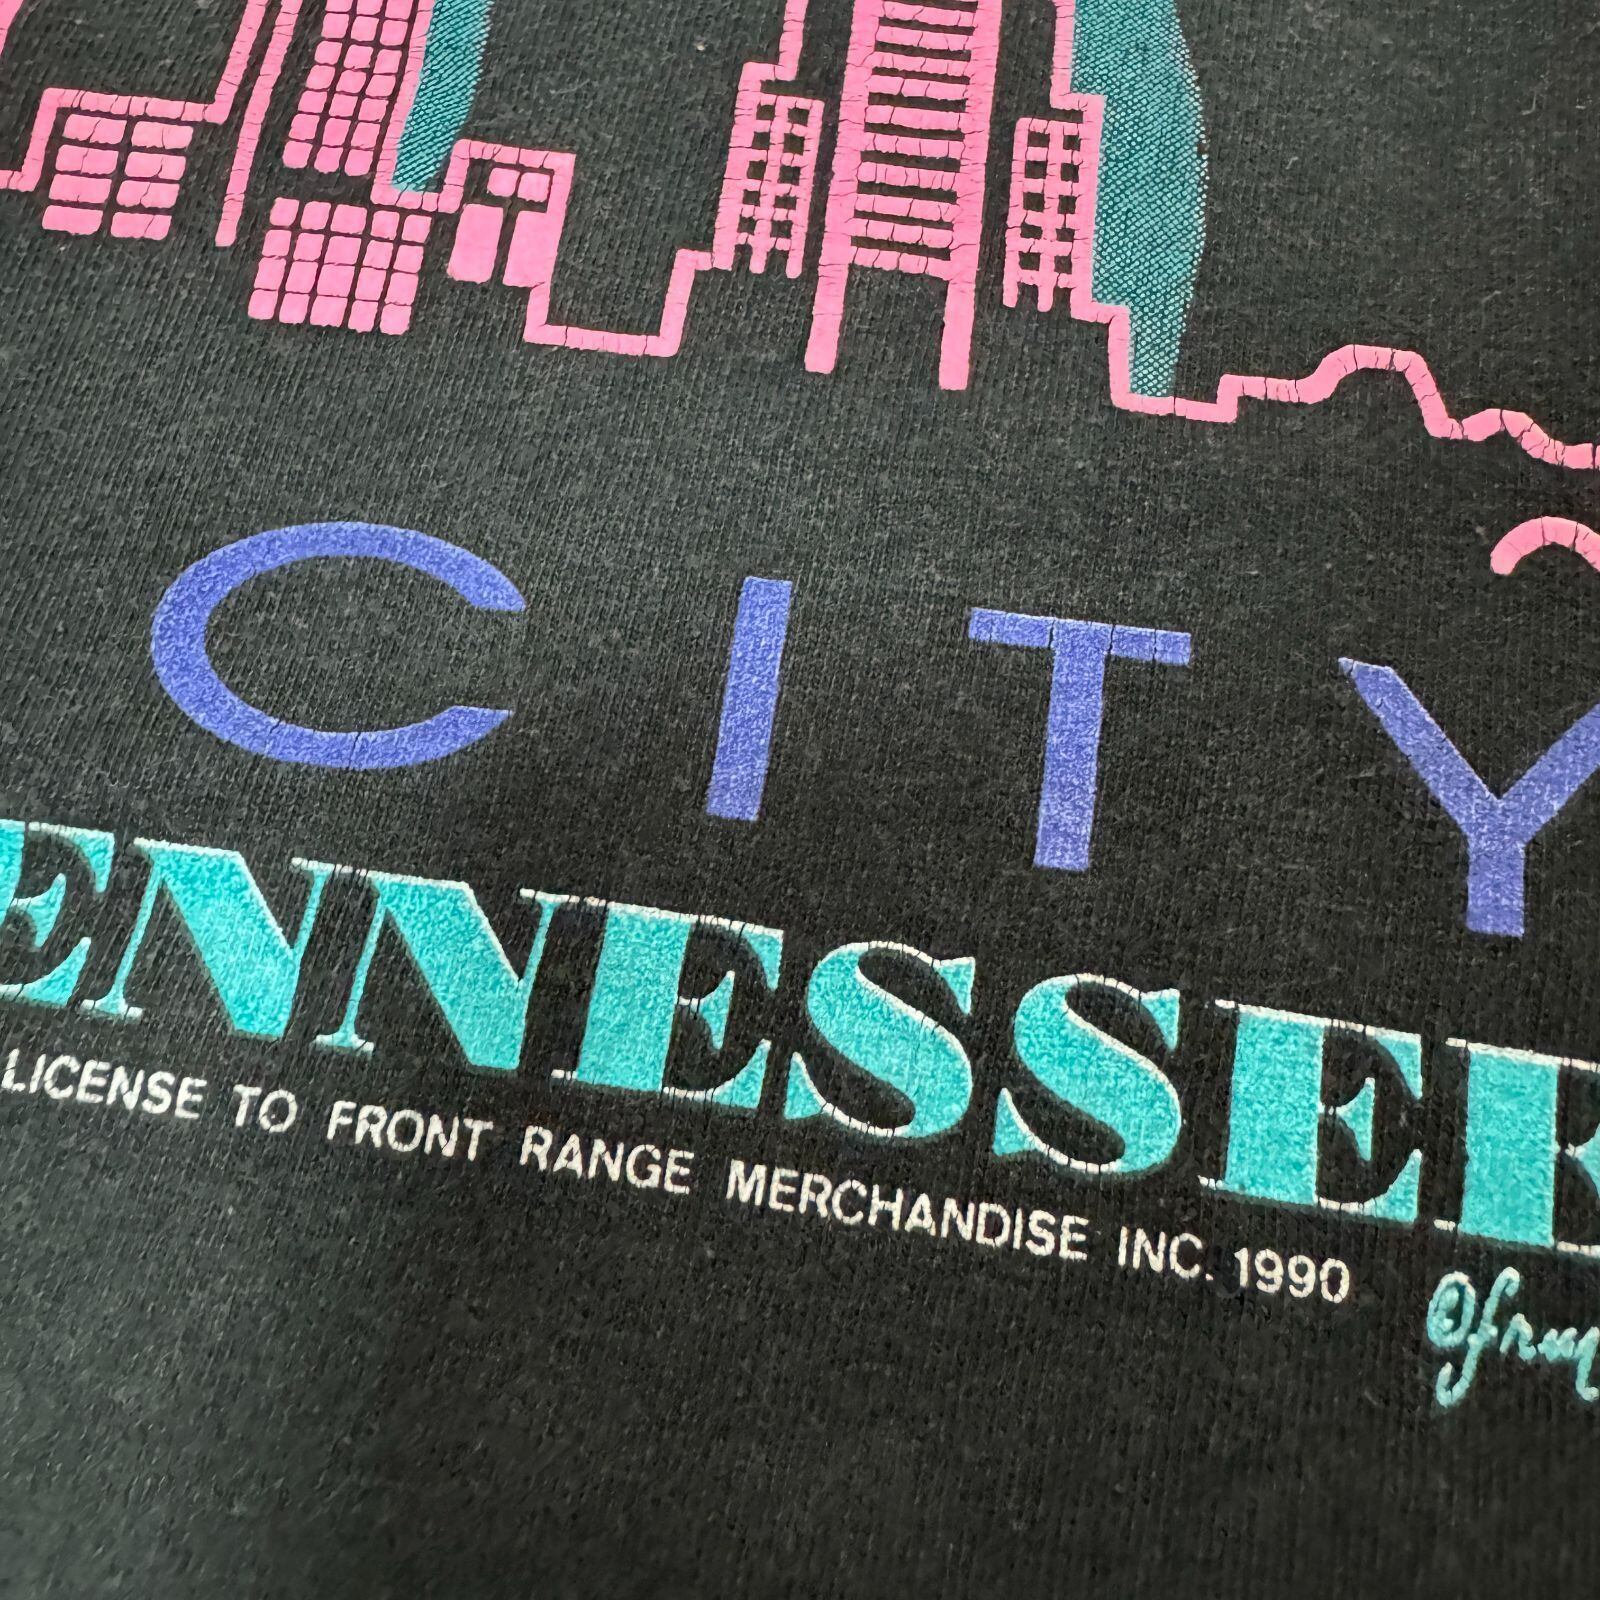 CITY
ENNESSEE
LICENSE TO FRONT RANGE MERCHANDISE INC. 1990